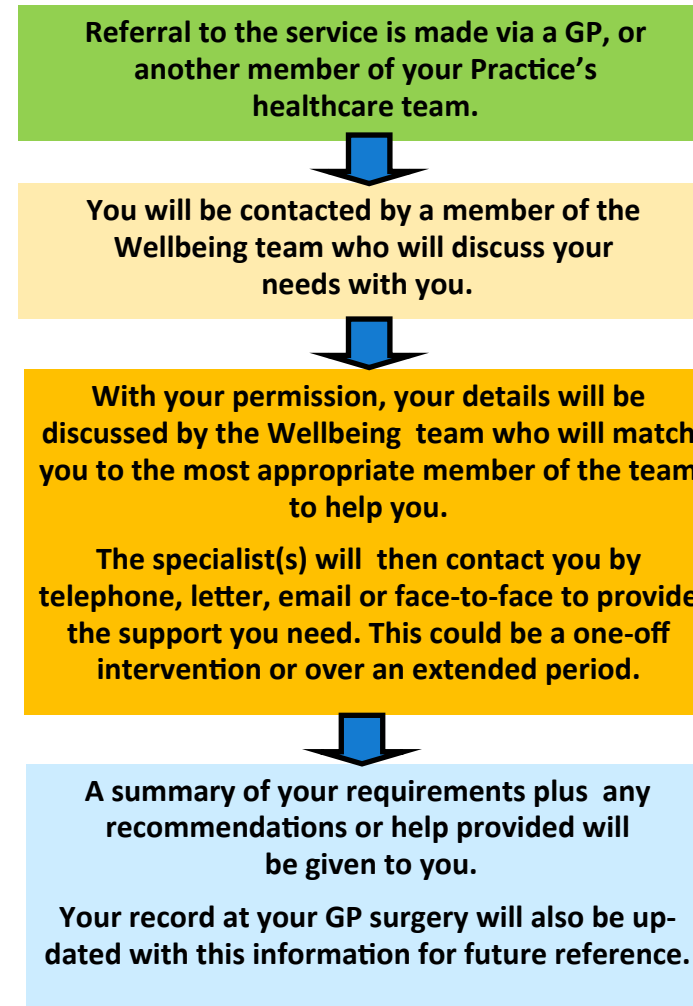 Referral to the service is made via a GP, or
another member of your Practice's
healthcare team.
You will be contacted by a member of the
Wellbeing team who will discuss your
needs with you.
With your permission, your details will be
discussed by the Wellbeing  team who will match
you to the most appropriate member of the team
to help you.
The specialist(s) will  then contact you by
telephone, letter, email or face-to-face to provide
the support you need. This could be a one-off
intervention or over an extended period.
A summary of your requirements plus  any
recommendations or help provided will
be given to you.
Your record at your GP surgery will also be up-
dated with this information for future reference.